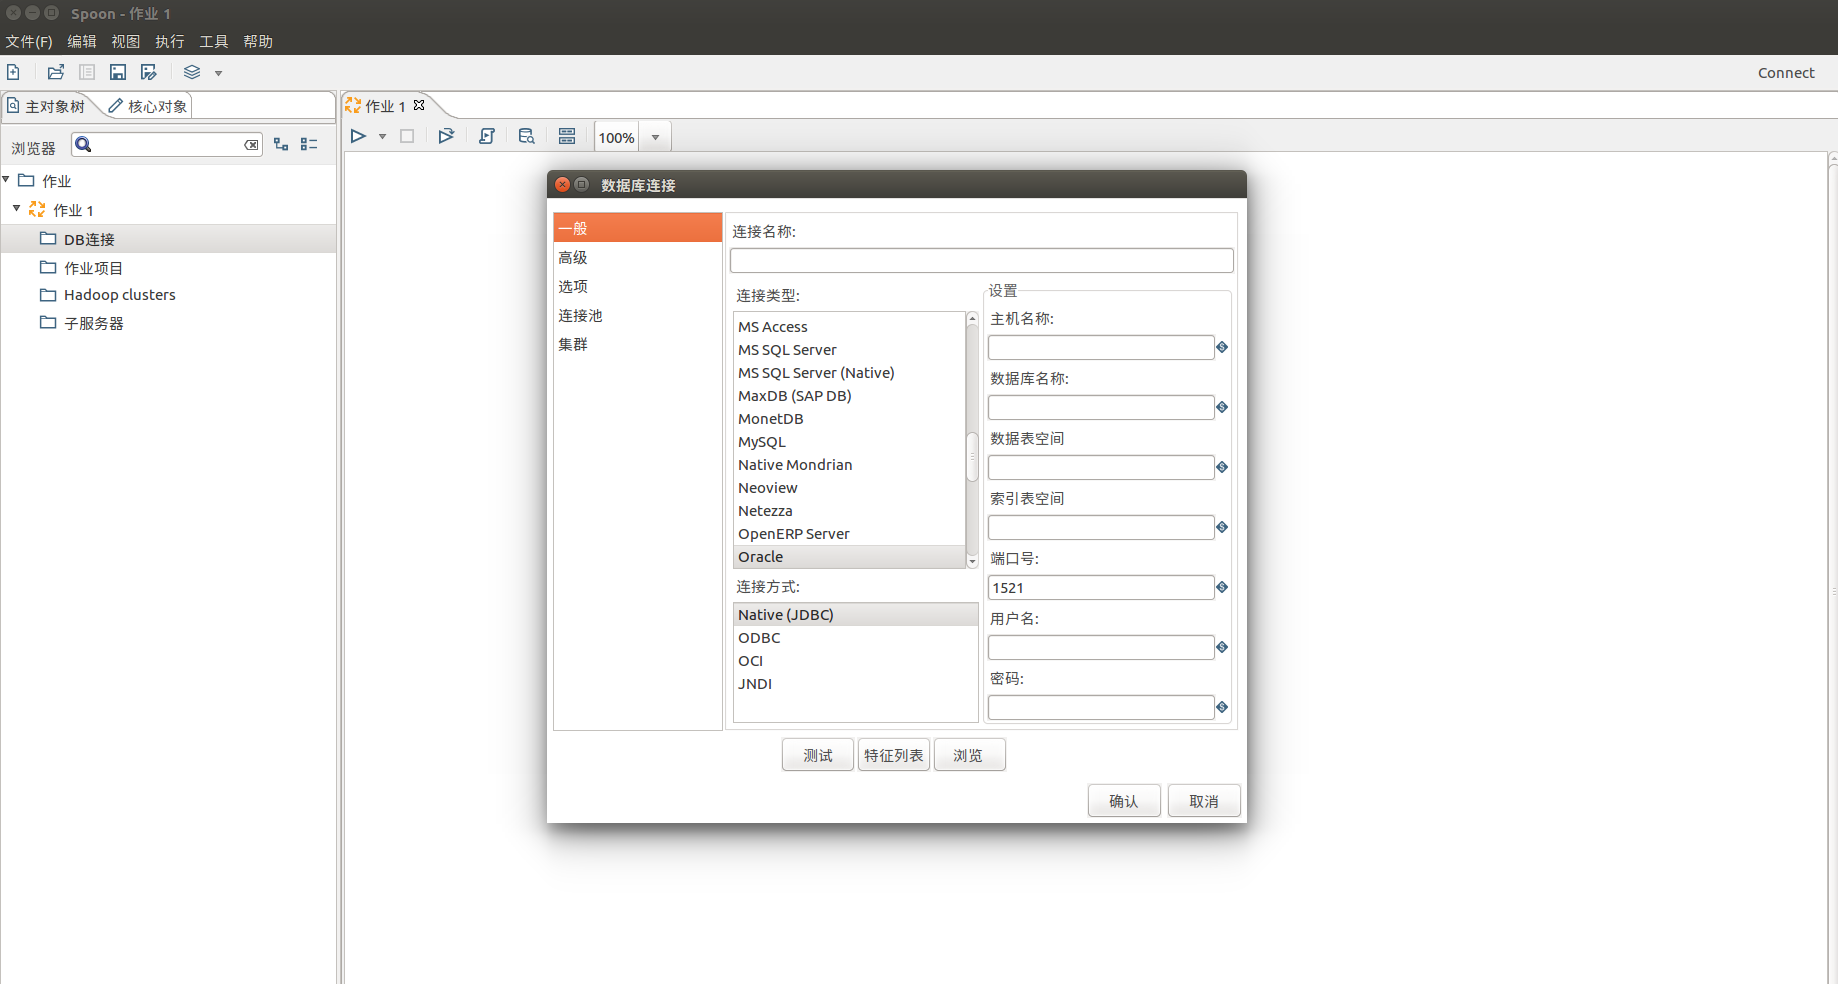 Spoon - 作业 1
文件(F) 编辑 视图 执行 工具 帮助
Connect
主对象树 核心对象
作业 1
浏览器
100%
作业
作业 1
DB连接
作业项目
Hadoop clusters
子服务器
数据库连接
一般
高级
选项
连接池
集群
连接名称:
连接类型:
MS Access
MS SQL Server
MS SQL Server (Native)
MaxDB (SAP DB)
MonetDB
MySQL
Native Mondrian
Neoview
Netezza
OpenERP Server
Oracle
连接方式:
Native (JDBC)
ODBC
OCI
JNDI
设置
主机名称:
数据库名称:
数据表空间
索引表空间
端口号:
1521
用户名:
密码:
测试 特征列表 浏览
确认 取消